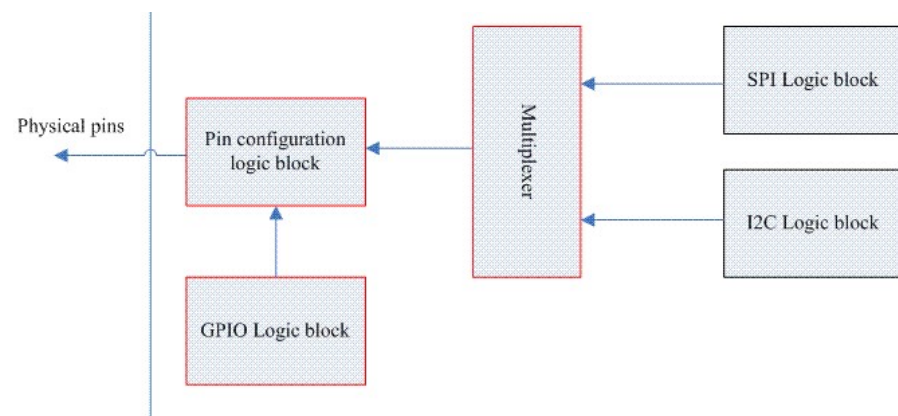 SPI Logic block
Physical pins
Pin configuration
logic block
Multiplexer
I2C Logic block
GPIO Logic block